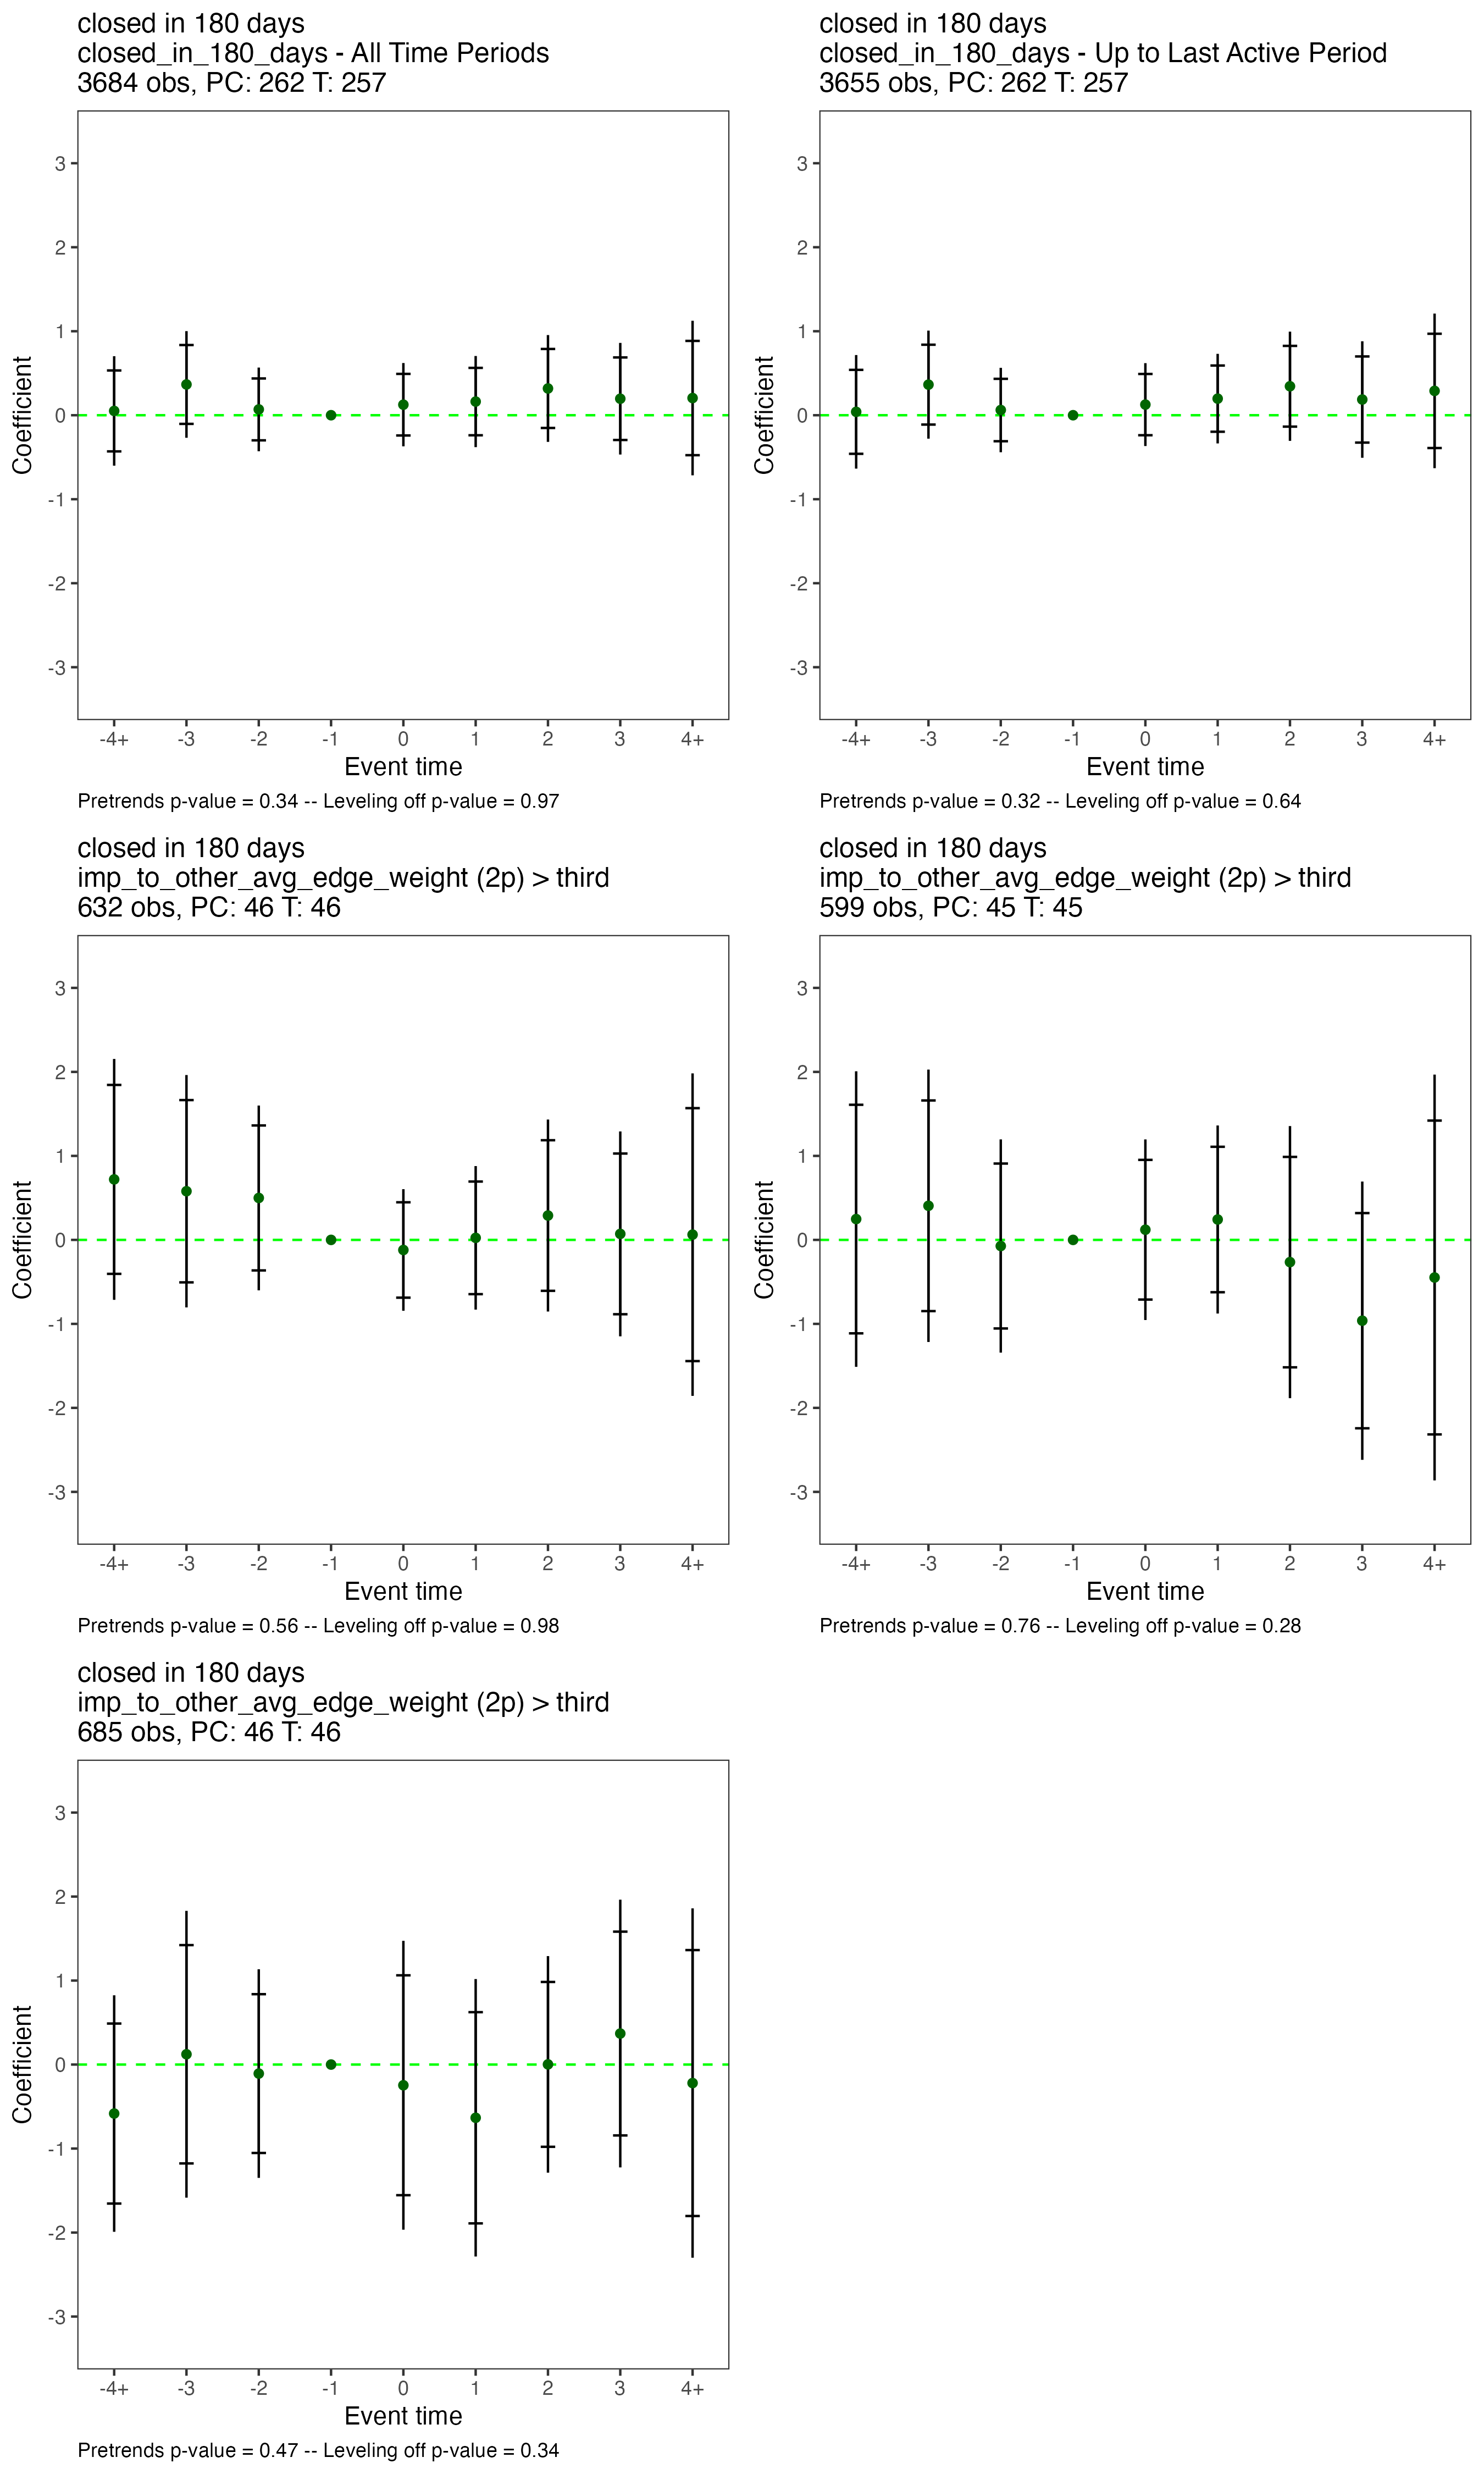 closed in 180 days
closed_in_180_days - All Time Periods
3684 obs, PC: 262 T: 257
3
2
1
0
-1
-2
-3
Coefficient
-4+ -3 -2 -1 0 1 2 3 4+
Event time
Pretrends p-value = 0.34 -- Leveling off p-value = 0.97
closed in 180 days
closed_in_180_days - Up to Last Active Period
3655 obs, PC: 262 T: 257
3
2
1
0
-1
-2
-3
Coefficient
-4+ -3 -2 -1 0 1 2 3 4+
Event time
Pretrends p-value = 0.32 -- Leveling off p-value = 0.64
closed in 180 days
imp_to_other_avg_edge_weight (2p) > third
632 obs, PC: 46 T: 46
3
2
1
0
-1
-2
-3
Coefficient
-4+ -3 -2 -1 0 1 2 3 4+
Event time
Pretrends p-value = 0.56 -- Leveling off p-value = 0.98
closed in 180 days
imp_to_other_avg_edge_weight (2p) > third
599 obs, PC: 45 T: 45
3
2
1
0
-1
-2
-3
Coefficient
-4+ -3 -2 -1 0 1 2 3 4+
Event time
Pretrends p-value = 0.76 -- Leveling off p-value = 0.28
closed in 180 days
imp_to_other_avg_edge_weight (2p) > third
685 obs, PC: 46 T: 46
3
2
1
0
-1
-2
-3
Coefficient
-4+ -3 -2 -1 0 1 2 3 4+
Event time
Pretrends p-value = 0.47 -- Leveling off p-value = 0.34